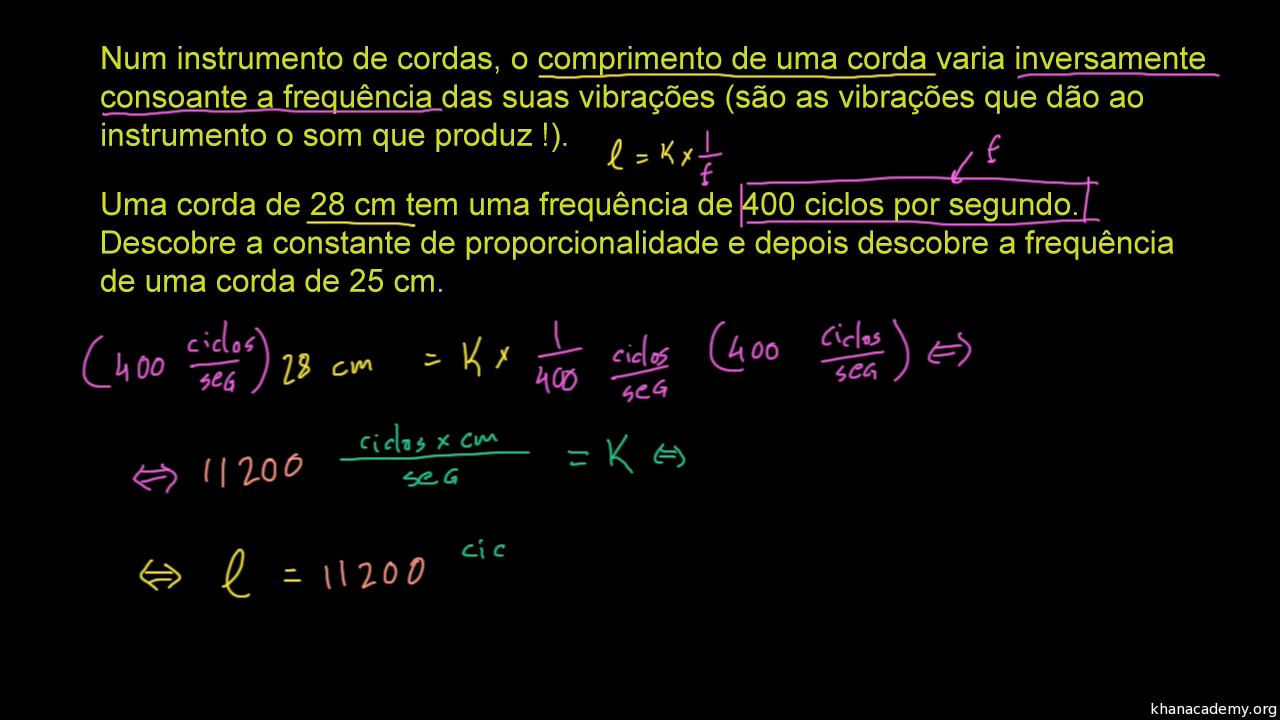 Num instrumento de cordas, o comprimento de uma corda varia inversamente
consoante a frequência das suas vibrações (são as vibrações que dão ao
instrumento o som que produz !).
l = K × 1/f
f
Uma corda de 28 cm tem uma frequência de 400 ciclos por segundo.
Descobre a constante de proporcionalidade e depois descobre a frequência
de uma corda de 25 cm.
(400 ciclos/seG) 28 cm = K × 1/400 ciclos/seG (400 ciclos/seG) ⇔
⇔ 11200 ciclos × cm/seG = K ⇔
⇔ l = 11200 cic
khanacademy.org